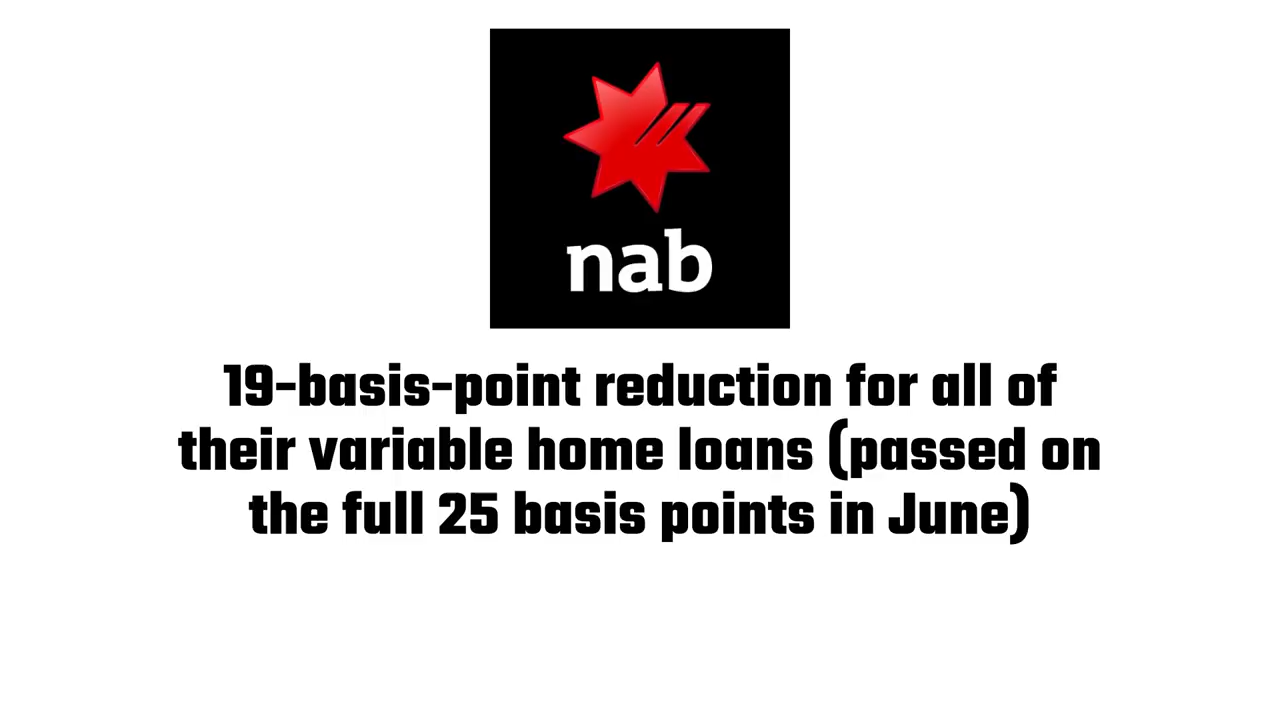 nab
19-basis-point reduction for all of
their variable home loans (passed on
the full 25 basis points in June)